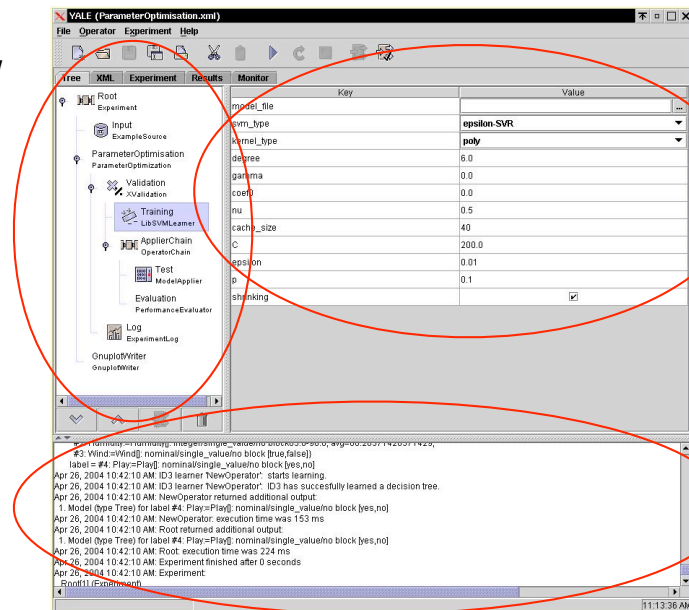 YALE (ParameterOptimisation.xml)
File Operator Experiment Help
Tree XML Experiment Results Monitor
Root
Experiment
Input
ExampleSource
ParameterOptimisation
ParameterOptimization
Validation
XValidation
Training
LibSVMLearner
ApplierChain
OperatorChain
Test
ModelApplier
Evaluation
PerformanceEvaluator
Log
ExperimentLog
GnuplotWriter
GnuplotWriter
Key Value
model_file ...
svm_type epsilon-SVR
kernel_type poly
degree 6.0
gamma 0.0
coef0 0.0
nu 0.5
cache_size 40
C 200.0
epsilon 0.01
p 0.1
shrinking
#3: Wind:=Wind[]: nominal/single_value/no block [true,false]}
label = #4: Play:=Play[]: nominal/single_value/no block [yes,no]
Apr 26, 2004 10:42:10 AM: ID3 learner 'NewOperator': starts learning.
Apr 26, 2004 10:42:10 AM: ID3 learner 'NewOperator': ID3 has succesfully learned a decision tree.
Apr 26, 2004 10:42:10 AM: NewOperator returned additional output:
1. Model (type Tree) for label #4: Play:=Play[]: nominal/single_value/no block [yes,no]
Apr 26, 2004 10:42:10 AM: NewOperator: execution time was 153 ms
Apr 26, 2004 10:42:10 AM: Root returned additional output:
1. Model (type Tree) for label #4: Play:=Play[]: nominal/single_value/no block [yes,no]
Apr 26, 2004 10:42:10 AM: Root: execution time was 224 ms
Apr 26, 2004 10:42:10 AM: Experiment finished after 0 seconds
Apr 26, 2004 10:42:10 AM: Experiment:
Root[1] (Experiment)
11:13:36 AM